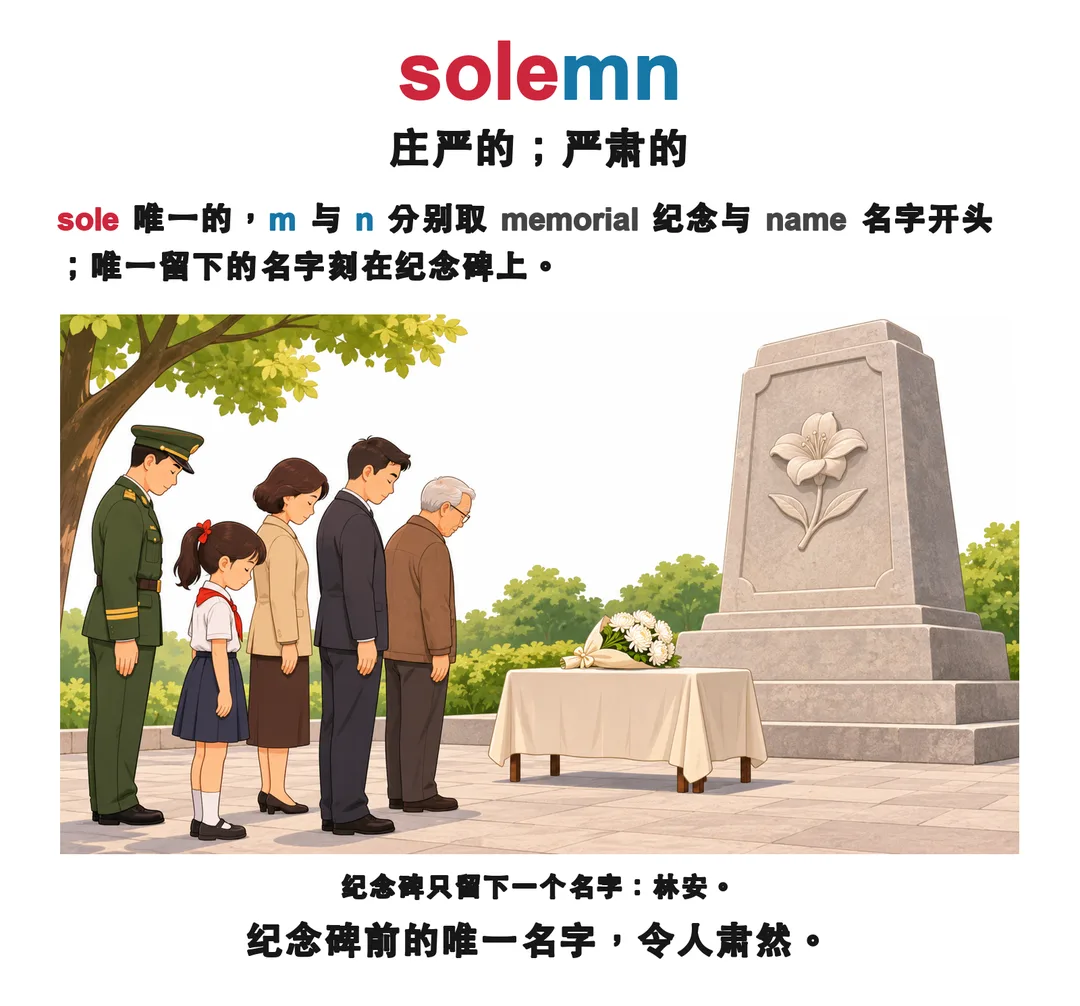 solemn
庄严的；严肃的
sole 唯一的，m 与 n 分别取 memorial 纪念与 name 名字开头
；唯一留下的名字刻在纪念碑上。
纪念碑只留下一个名字：林安。
纪念碑前的唯一名字，令人肃然。